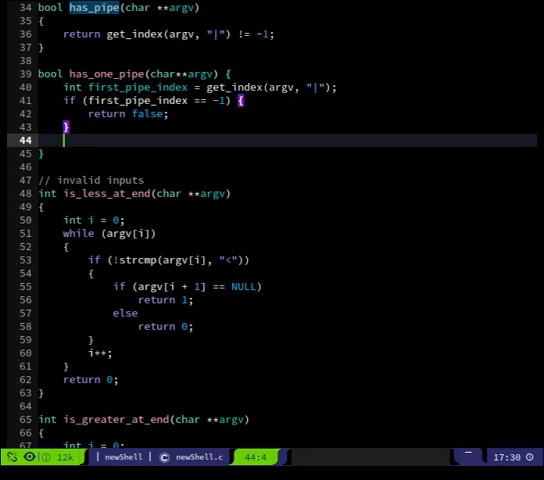 34 bool has_pipe(char **argv)
35 {
36     return get_index(argv, "|") != -1;
37 }
38
39 bool has_one_pipe(char**argv) {
40     int first_pipe_index = get_index(argv, "|");
41     if (first_pipe_index == -1) {
42         return false;
43     }
44
45 }
46
47 // invalid inputs
48 int is_less_at_end(char **argv)
49 {
50     int i = 0;
51     while (argv[i])
52     {
53         if (!strcmp(argv[i], "<"))
54         {
55             if (argv[i + 1] == NULL)
56                 return 1;
57             else
58                 return 0;
59         }
60         i++;
61     }
62     return 0;
63 }
64
65 int is_greater_at_end(char **argv)
66 {
67     int i = 0;
12k | newShell | newShell.c 44:4 17:30